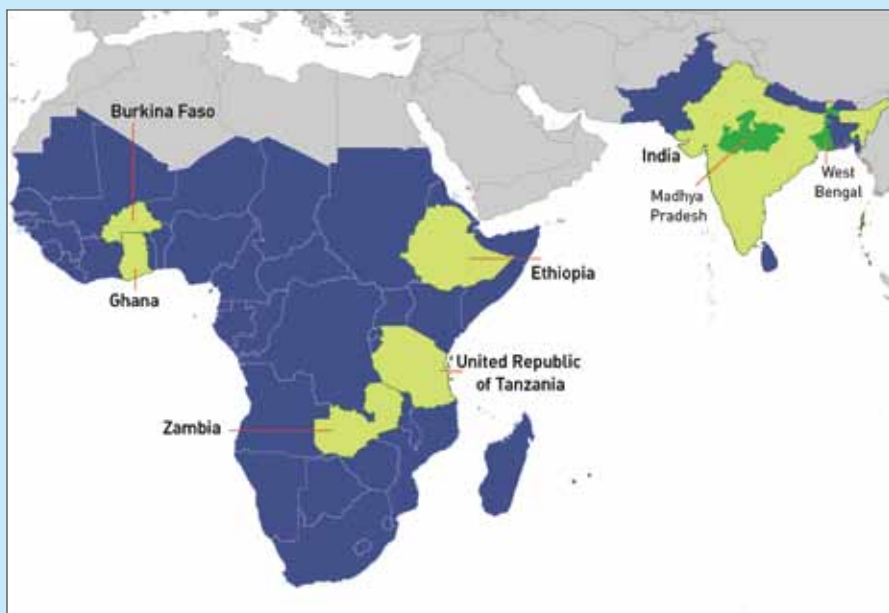 Burkina Faso
India
West
Bengal
Madhya
Pradesh
Ethiopia
Ghana
United Republic
of Tanzania
Zambia